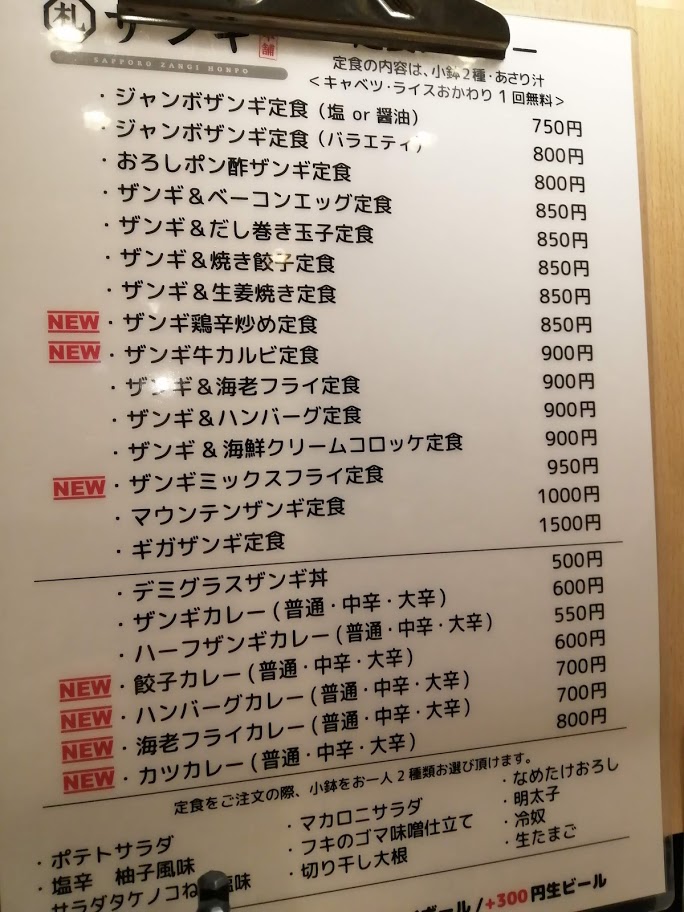 札 ザンギ 本舗
SAPPORO ZANGI HONPO
定食の内容は、小鉢2種・あさり汁
＜キャベツ・ライスおかわり1回無料＞
・ジャンボザンギ定食（塩 or 醤油） 750円
・ジャンボザンギ定食（バラエティ） 800円
・おろしポン酢ザンギ定食 800円
・ザンギ＆ベーコンエッグ定食 850円
・ザンギ＆だし巻き玉子定食 850円
・ザンギ＆焼き餃子定食 850円
・ザンギ＆生姜焼き定食 850円
NEW ・ザンギ鶏辛炒め定食 850円
NEW ・ザンギ牛カルビ定食 900円
・ザンギ＆海老フライ定食 900円
・ザンギ＆ハンバーグ定食 900円
・ザンギ & 海鮮クリームコロッケ定食 900円
NEW ・ザンギミックスフライ定食 950円
・マウンテンザンギ定食 1000円
・ギガザンギ定食 1500円
・デミグラスザンギ丼 500円
・ザンギカレー (普通・中辛・大辛) 600円
・ハーフザンギカレー (普通・中辛・大辛) 550円
NEW ・餃子カレー (普通・中辛・大辛) 600円
NEW ・ハンバーグカレー (普通・中辛・大辛) 700円
NEW ・海老フライカレー (普通・中辛・大辛) 700円
NEW ・カツカレー (普通・中辛・大辛) 800円
定食をご注文の際、小鉢をお一人2種類お選び頂けます。
・ポテトサラダ
・塩辛　柚子風味
・サラダタケノコね 塩味
・マカロニサラダ
・フキのゴマ味噌仕立て
・切り干し大根
・なめたけおろし
・明太子
・冷奴
・生たまご
ボール /+300円生ビール